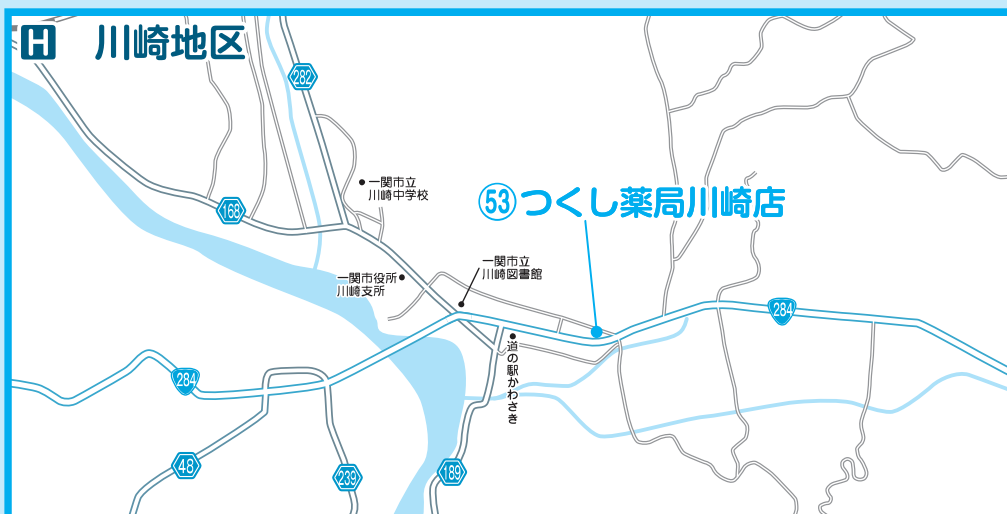 H 川崎地区
282
一関市立
川崎中学校
168
㊼つくし薬局川崎店
一関市役所
川崎支所
一関市立
川崎図書館
284
道の駅かわさき
284
48
239
189